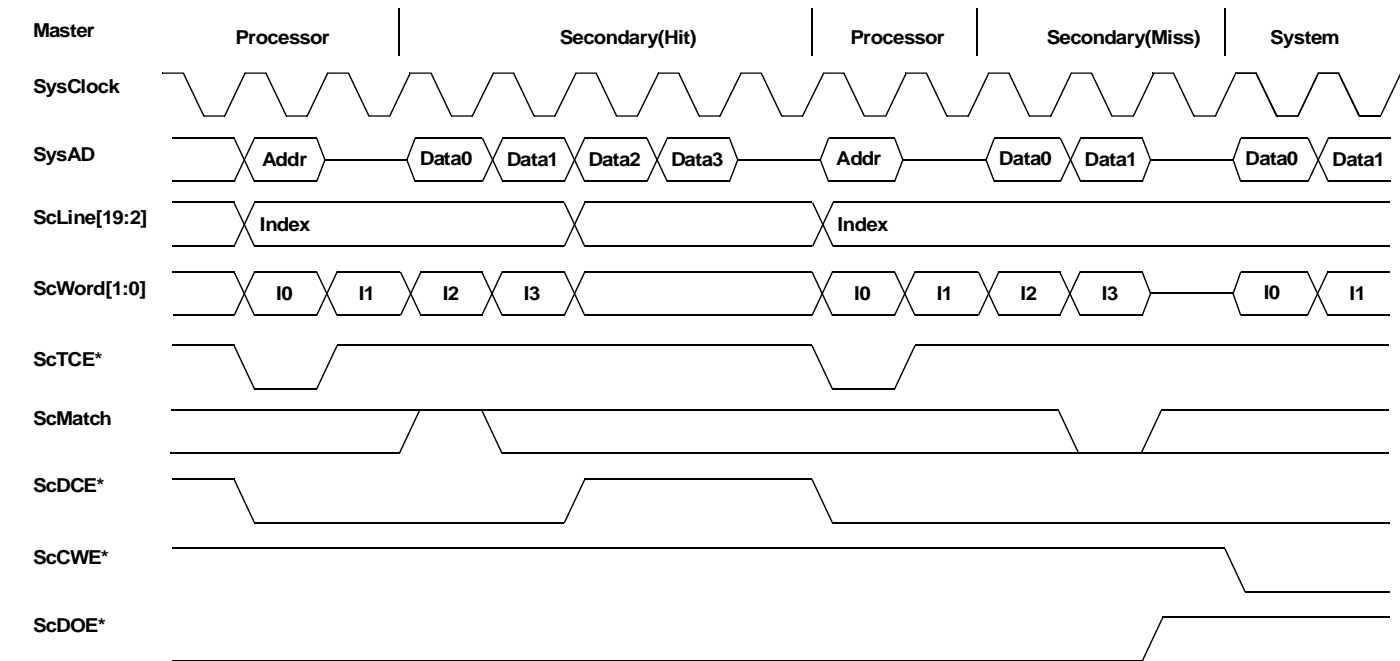 Master Processor Secondary(Hit) Processor Secondary(Miss) System
SysClock
SysAD Addr Data0 Data1 Data2 Data3 Addr Data0 Data1 Data0 Data1
ScLine[19:2] Index Index
ScWord[1:0] I0 I1 I2 I3 I0 I1 I2 I3 I0 I1
ScTCE*
ScMatch
ScDCE*
ScCWE*
ScDOE*